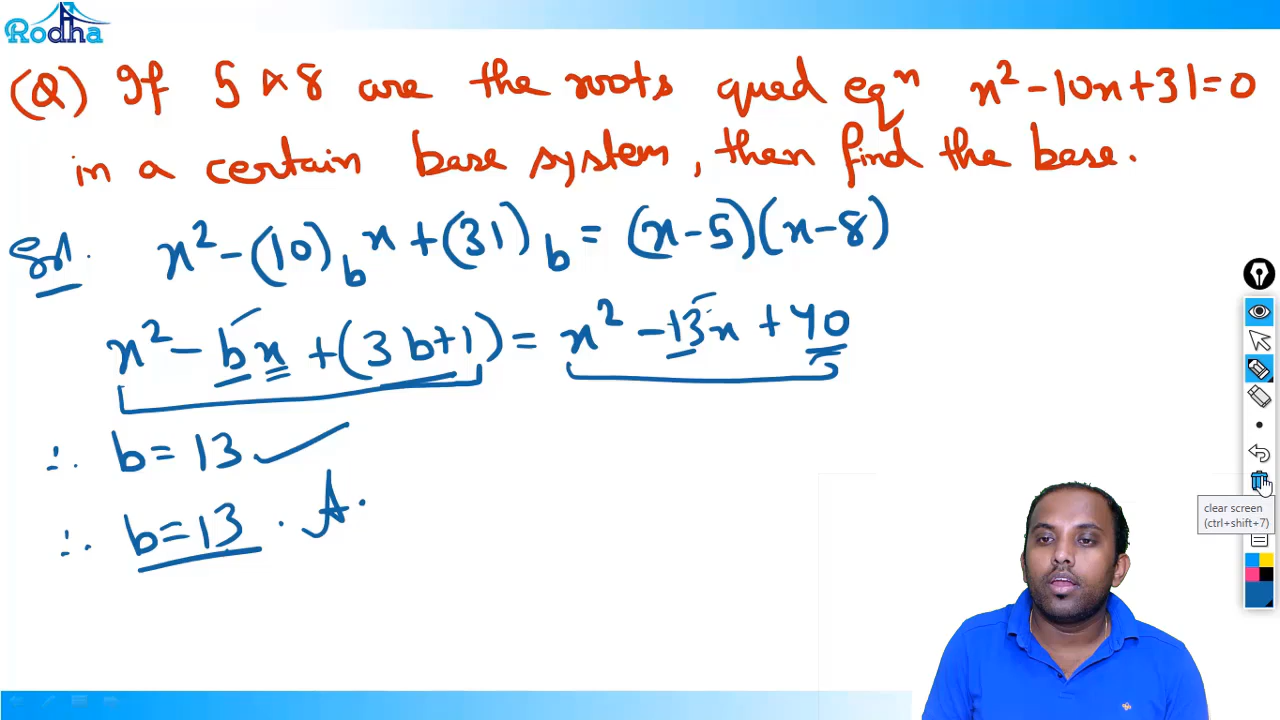 Rodha
(Q) If 5 & 8 are the roots quad eqⁿ x² - 10x + 31 = 0
in a certain base system, then find the base.
Sol. x² - (10)_b x + (31)_b = (x - 5)(x - 8)
x² - bx + (3b+1) = x² - 13x + 40
∴ b = 13 ✓
∴ b = 13 . A.
clear screen
(ctrl+shift+7)